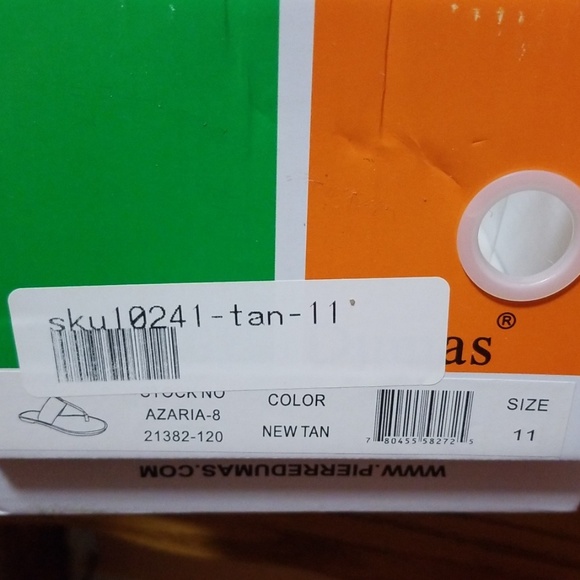 sku10241-tan-11
as®
STOCK NO
AZARIA-8
21382-120
COLOR
NEW TAN
7 80455 58272 5
SIZE
11
WWW.PIERREDUMAS.COM